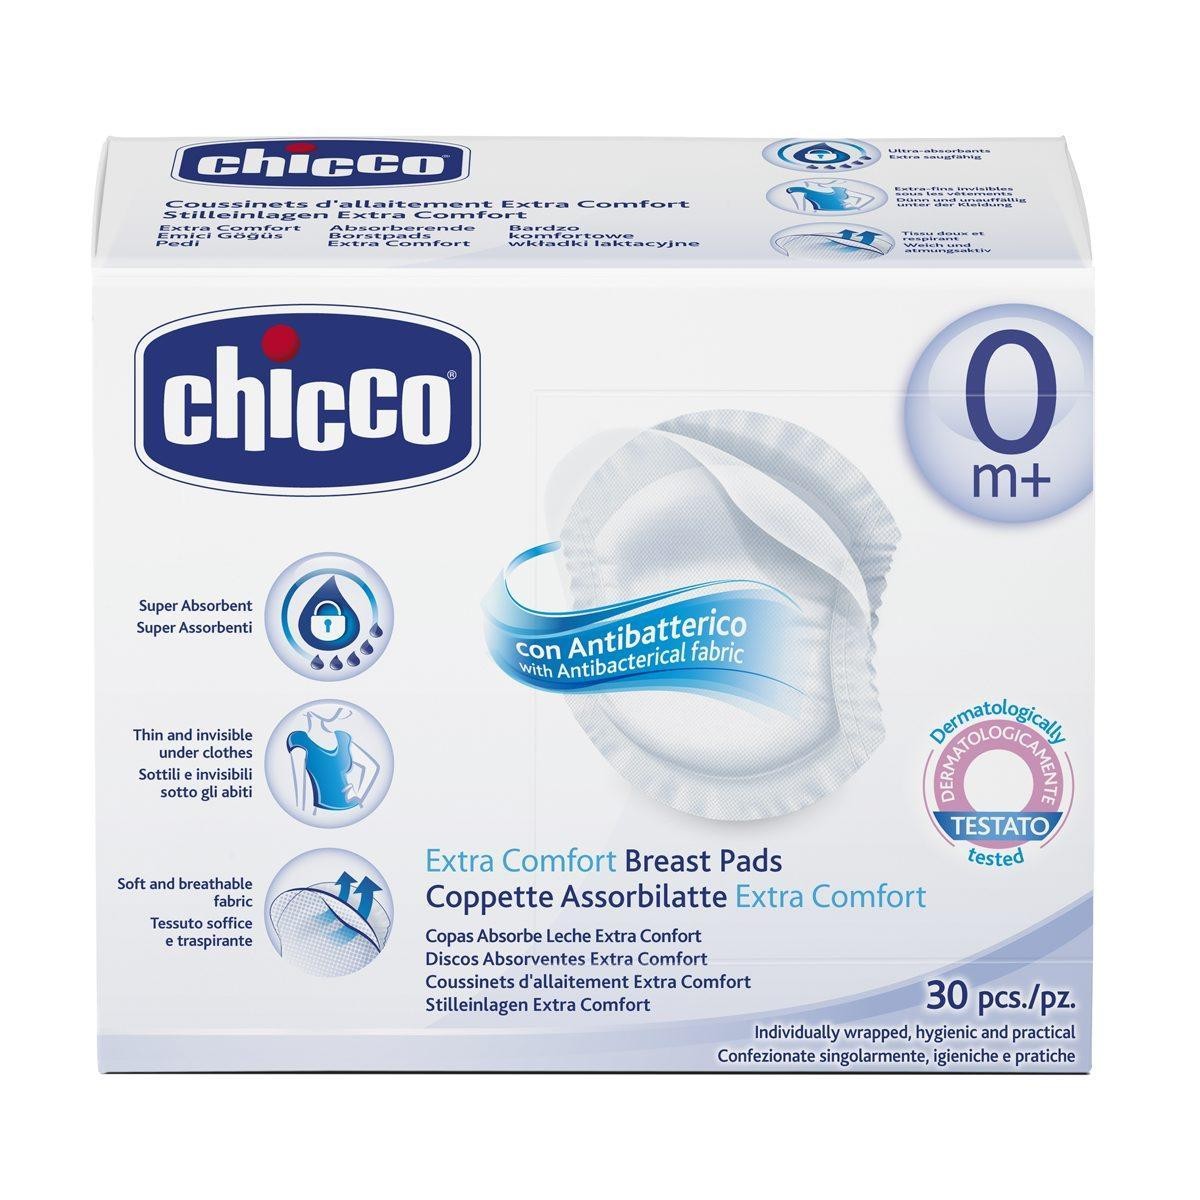 chicco®
Coussinets d'allaitement Extra Comfort
Stilleinlagen Extra Comfort
Extra Comfort
Emici Göğüs
Pedi
Absorberende
Borstpads
Extra Comfort
Bardzo
komfortowe
wkładki laktacyjne
Ultra-absorbants
Extra saugfähig
Extra-fins invisibles
sous les vêtements
Dünn und unauffällig
unter der Kleidung
Tissu doux et
respirant
Weich und
atmungsaktiv
chicco®
0
m+
Super Absorbent
Super Assorbenti
Thin and invisible
under clothes
Sottili e invisibili
sotto gli abiti
Soft and breathable
fabric
Tessuto soffice
e traspirante
con Antibatterico
with Antibacterical fabric
Dermatologically
DERMATOLOGICAMENTE
TESTATO
tested
Extra Comfort Breast Pads
Coppette Assorbilatte Extra Comfort
Copas Absorbe Leche Extra Confort
Discos Absorventes Extra Comfort
Coussinets d'allaitement Extra Comfort
Stilleinlagen Extra Comfort
30 pcs./pz.
Individually wrapped, hygienic and practical
Confezionate singolarmente, igieniche e pratiche